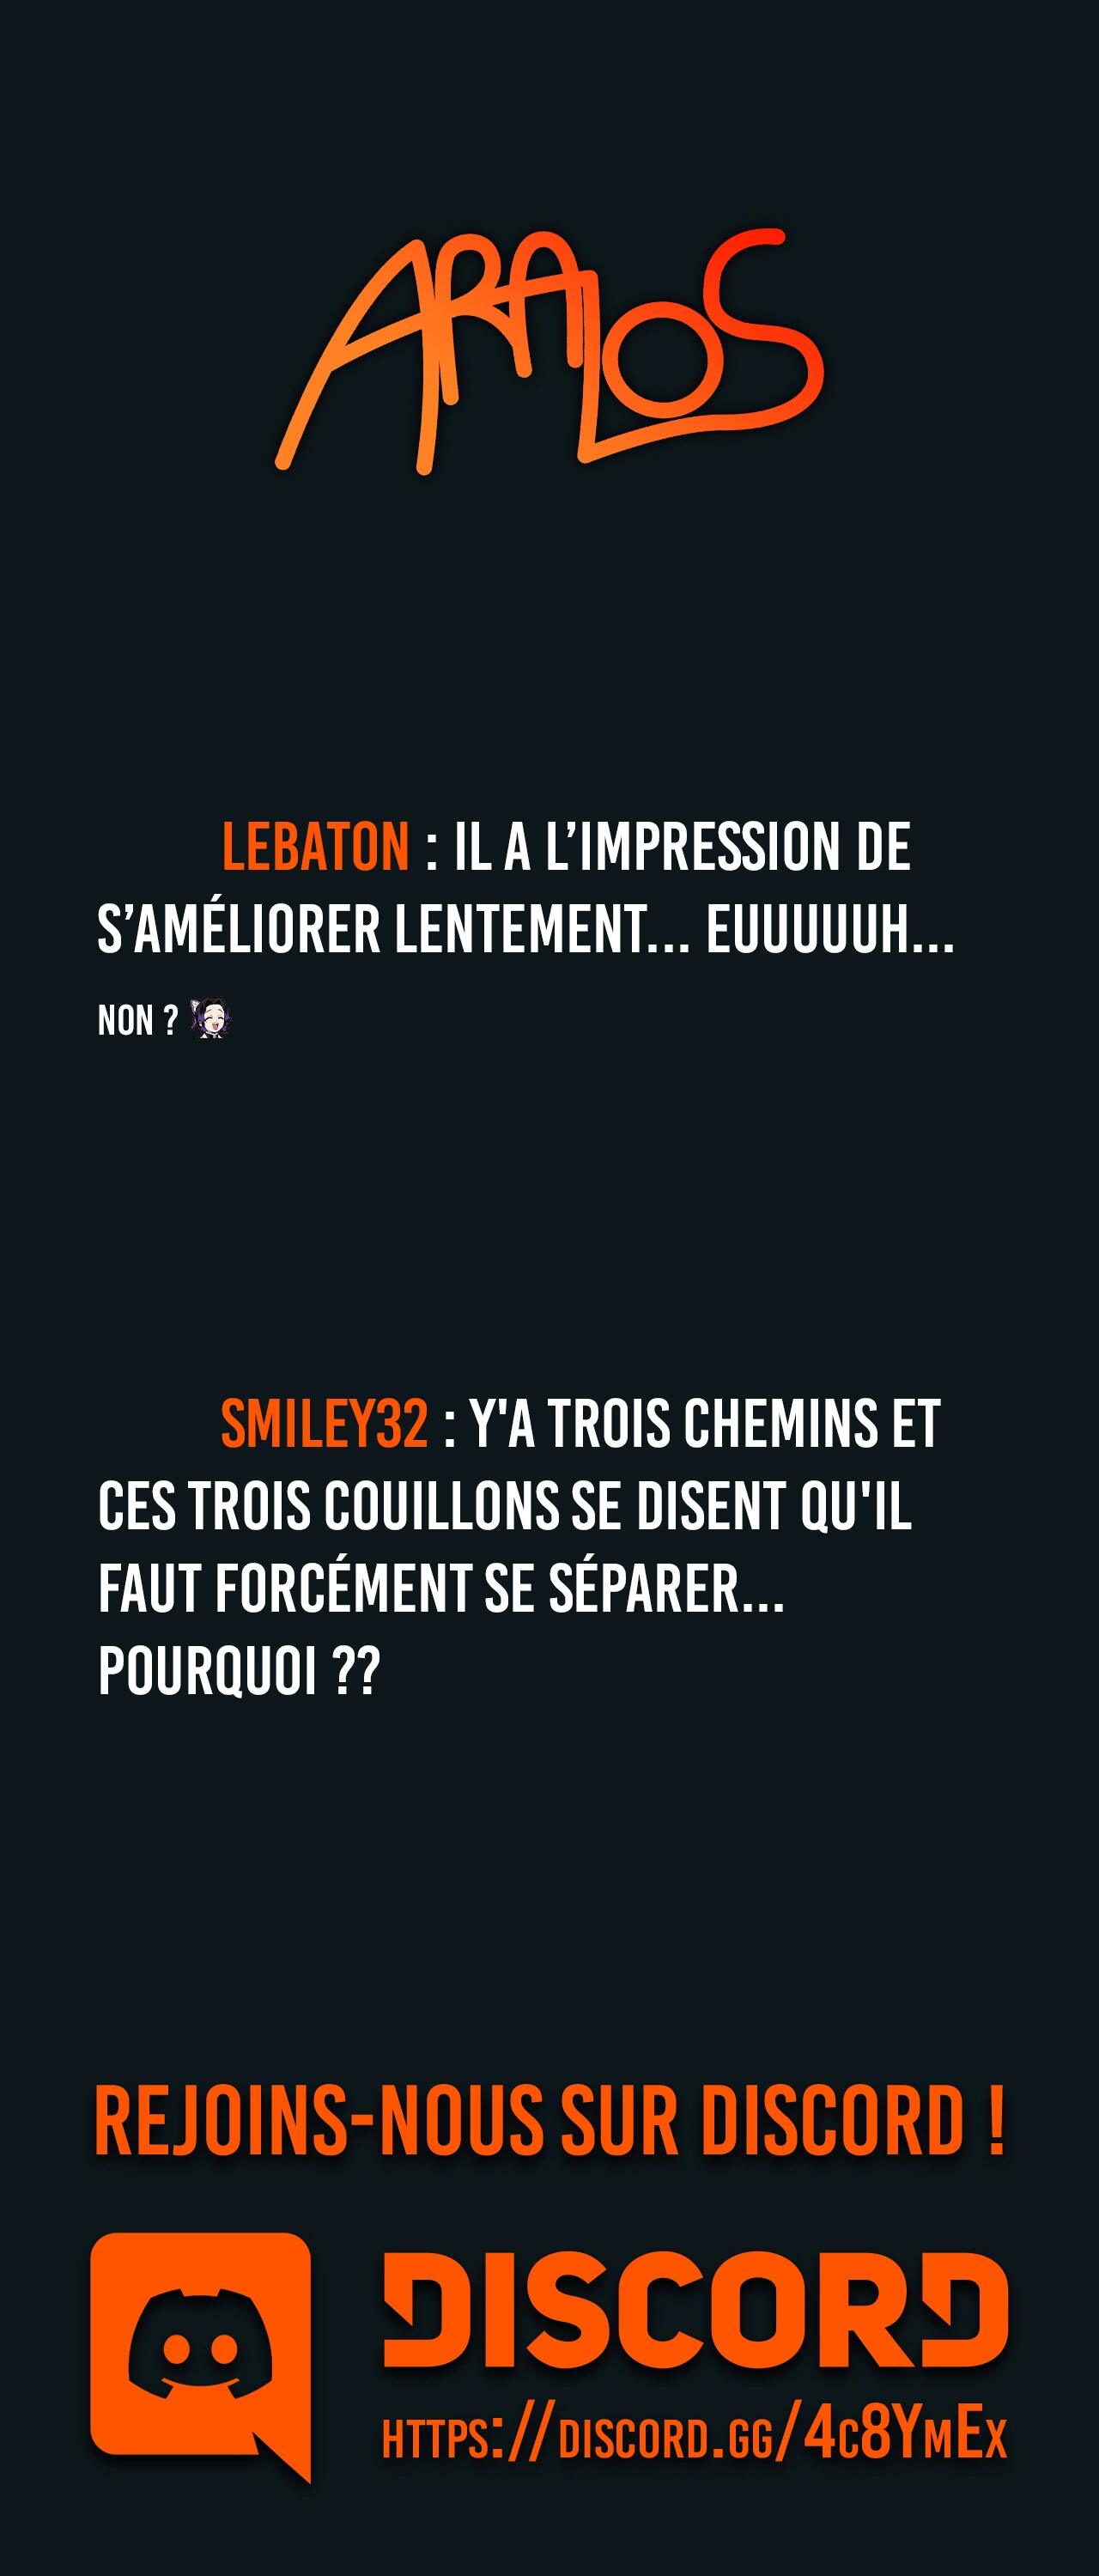 ARALOS
LEBATON : IL A L’IMPRESSION DE
S’AMÉLIORER LENTEMENT... EUUUUUH...
NON ?
SMILEY32 : Y'A TROIS CHEMINS ET
CES TROIS COUILLONS SE DISENT QU'IL
FAUT FORCÉMENT SE SÉPARER...
POURQUOI ??
REJOINS-NOUS SUR DISCORD !
DISCORD
https://discord.gg/4c8YmEx